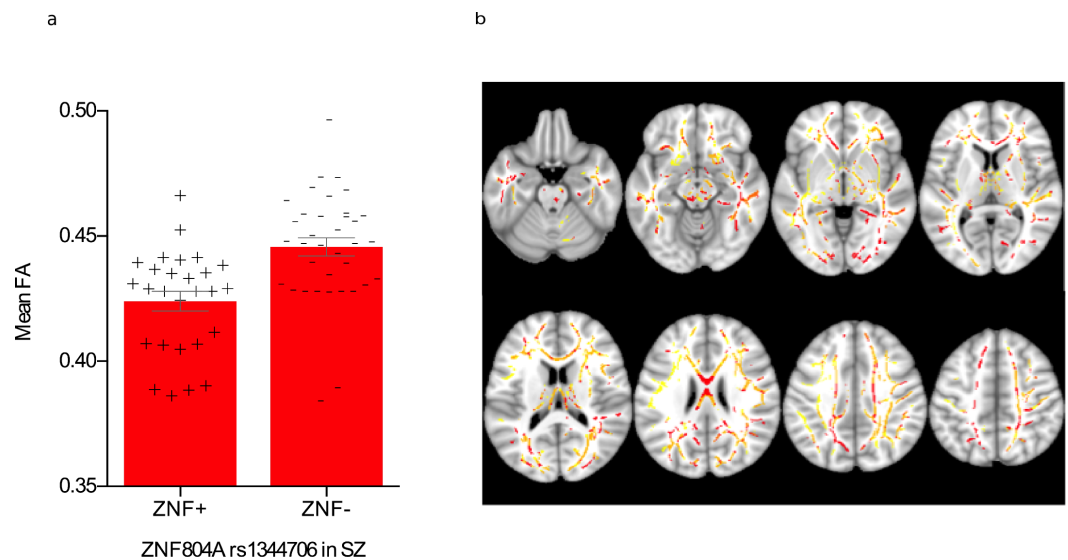 a
b
0.50
0.45
0.40
0.35
Mean FA
ZNF+
ZNF-
ZNF804A rs1344706 in SZ